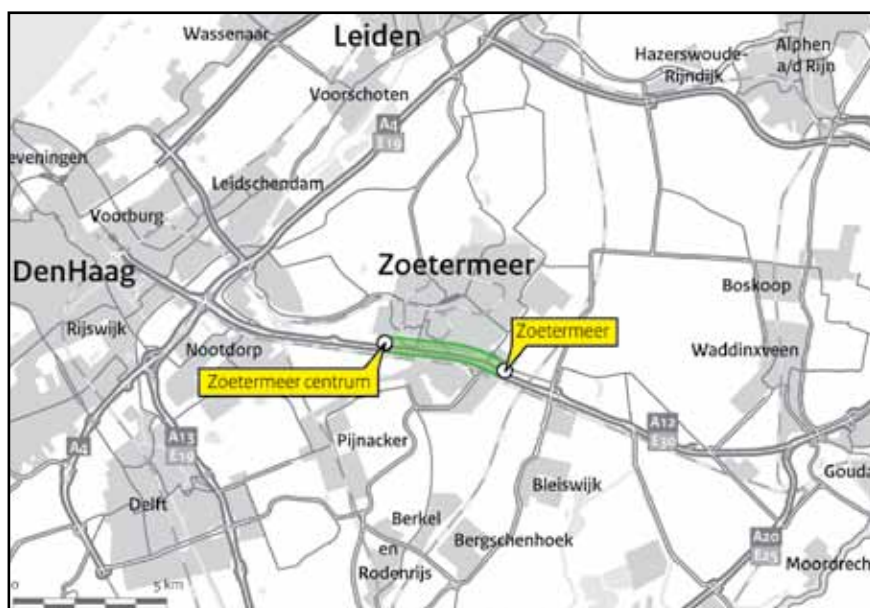 Wassenaar
Leiden
Hazerswoude-
Rijndijk
Alphen
a/d Rijn
Voorschoten
A4
E19
eveningen
Leidschendam
Voorburg
DenHaag
Zoetermeer
Boskoop
Rijswijk
Nootdorp
Zoetermeer
Waddinxveen
Zoetermeer centrum
A12
E30
A4
A13
E19
Pijnacker
Gouda
Bleiswijk
Delft
Berkel
en
Rodenrijs
Bergschenhoek
A20
E25
Moordrech
0
5 km